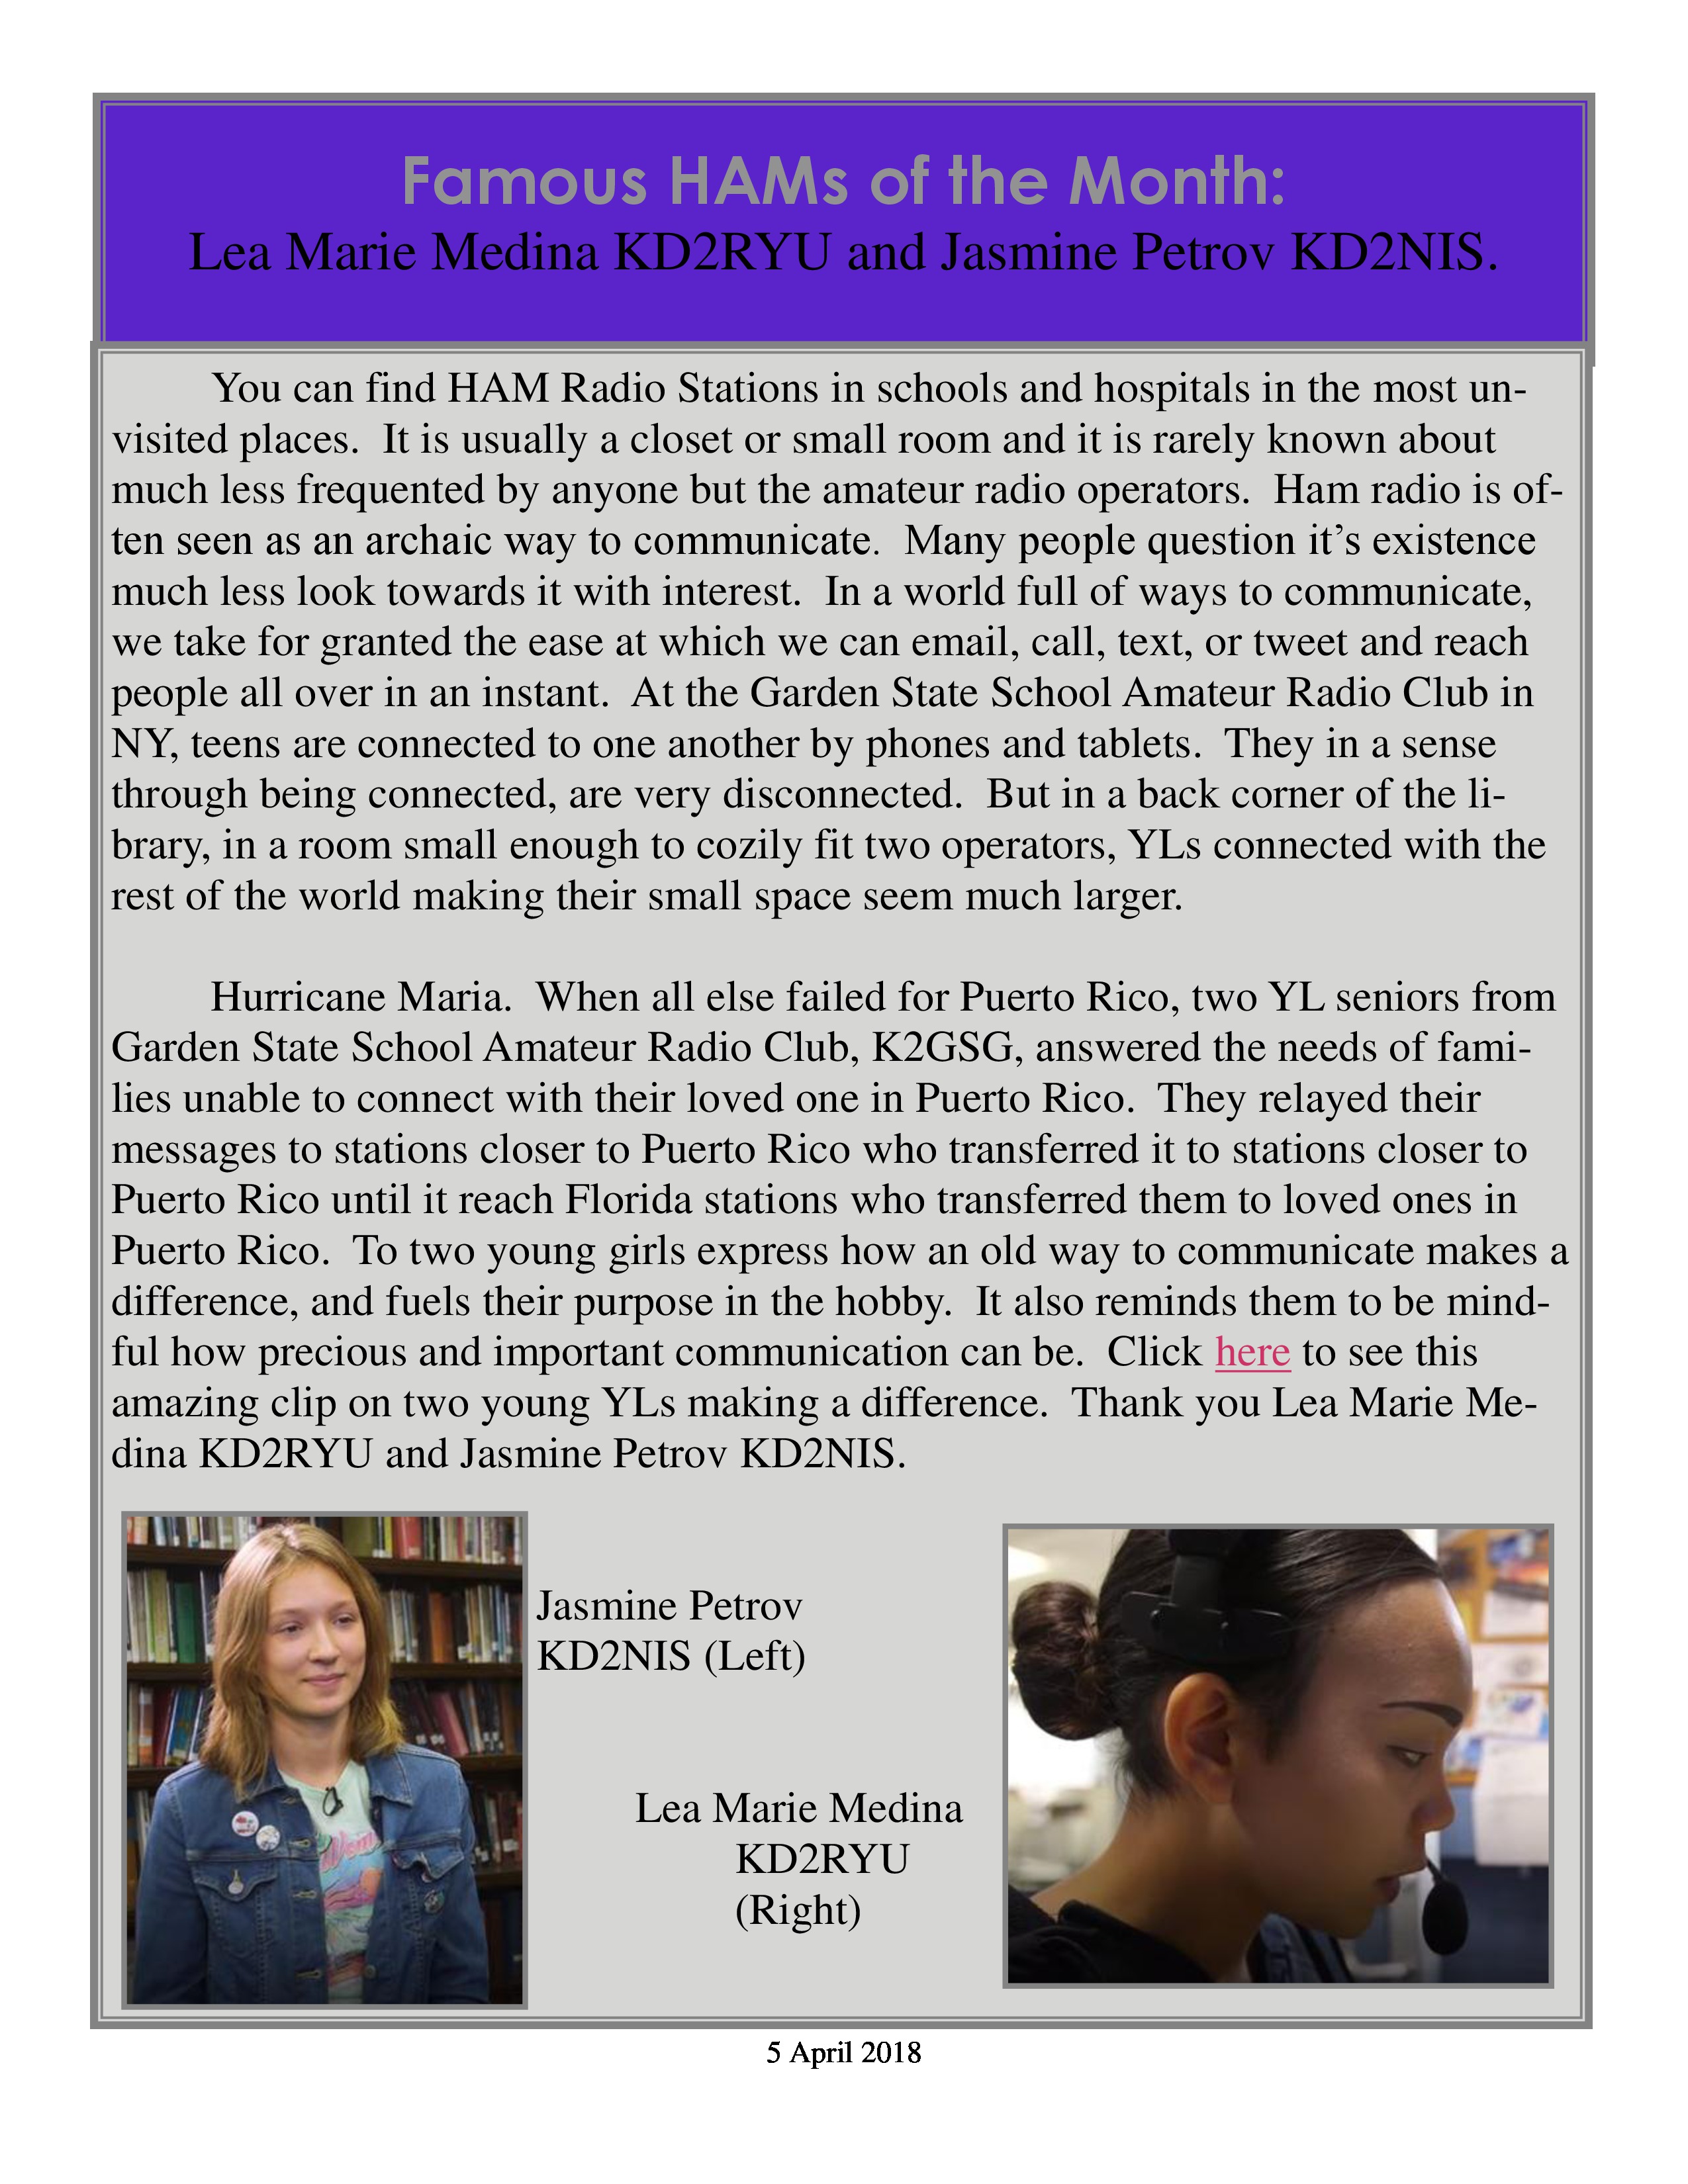 Famous HAMs of the Month:
Lea Marie Medina KD2RYU and Jasmine Petrov KD2NIS.
You can find HAM Radio Stations in schools and hospitals in the most un-
visited places.  It is usually a closet or small room and it is rarely known about
much less frequented by anyone but the amateur radio operators.  Ham radio is of-
ten seen as an archaic way to communicate.  Many people question it’s existence
much less look towards it with interest.  In a world full of ways to communicate,
we take for granted the ease at which we can email, call, text, or tweet and reach
people all over in an instant.  At the Garden State School Amateur Radio Club in
NY, teens are connected to one another by phones and tablets.  They in a sense
through being connected, are very disconnected.  But in a back corner of the li-
brary, in a room small enough to cozily fit two operators, YLs connected with the
rest of the world making their small space seem much larger.
Hurricane Maria.  When all else failed for Puerto Rico, two YL seniors from
Garden State School Amateur Radio Club, K2GSG, answered the needs of fami-
lies unable to connect with their loved one in Puerto Rico.  They relayed their
messages to stations closer to Puerto Rico who transferred it to stations closer to
Puerto Rico until it reach Florida stations who transferred them to loved ones in
Puerto Rico.  To two young girls express how an old way to communicate makes a
difference, and fuels their purpose in the hobby.  It also reminds them to be mind-
ful how precious and important communication can be.  Click here to see this
amazing clip on two young YLs making a difference.  Thank you Lea Marie Me-
dina KD2RYU and Jasmine Petrov KD2NIS.
Jasmine Petrov
KD2NIS (Left)
Lea Marie Medina
KD2RYU
(Right)
5 April 2018